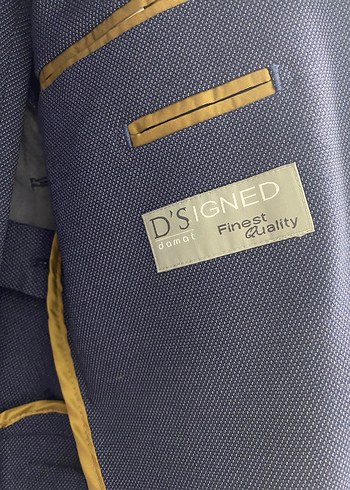 D'SIGNED
damat
Finest
Quality